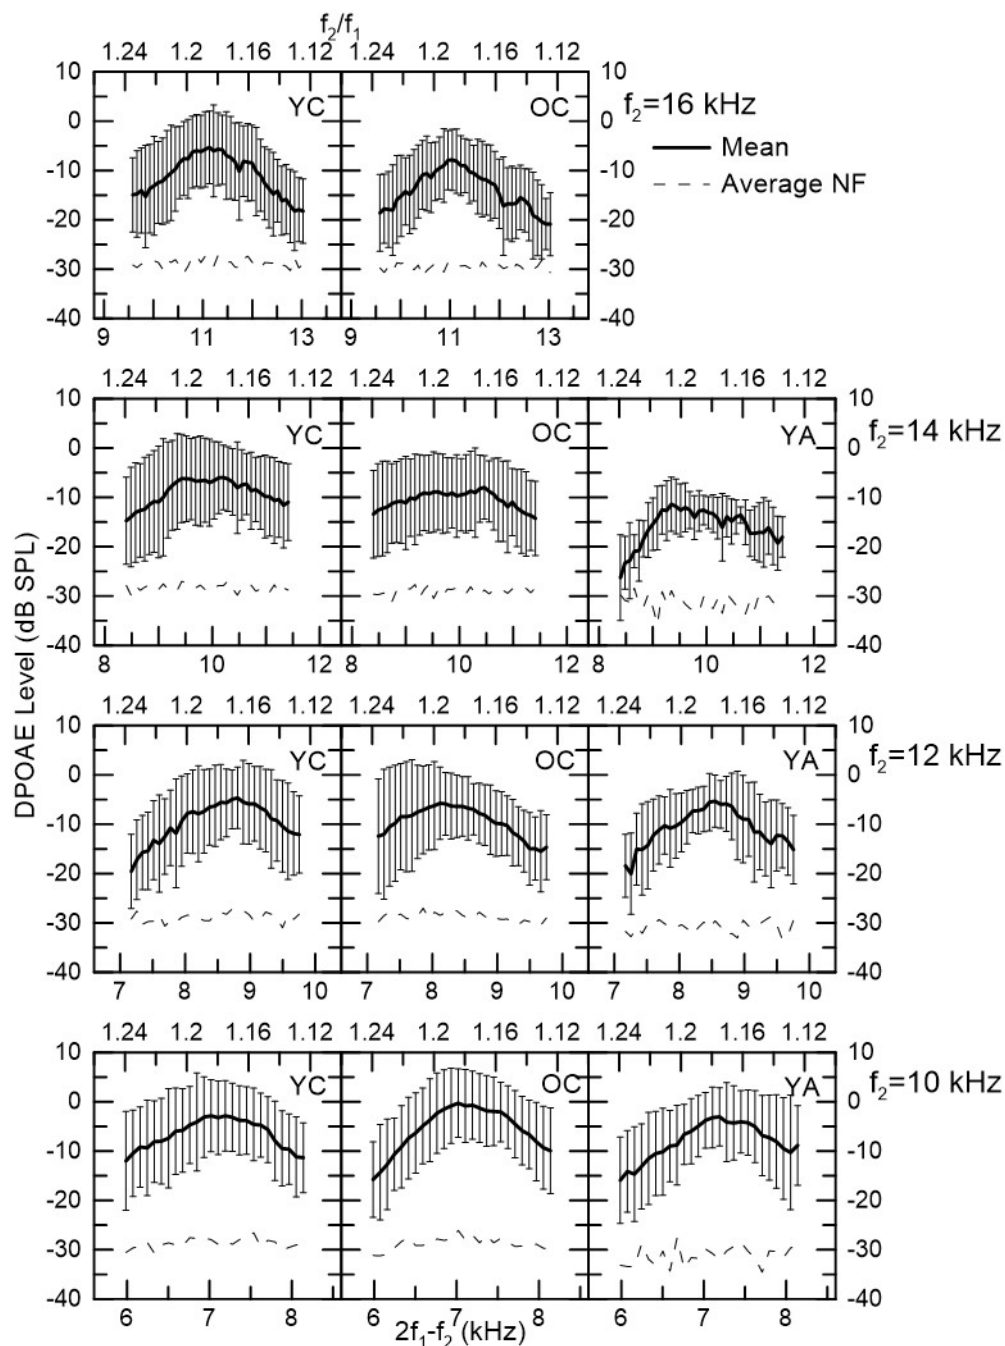 f2/f1
1.24 1.2 1.16 1.12 1.24 1.2 1.16 1.12
10 YC OC 10
0 0 f2=16 kHz
-10 -10 Mean
-20 -20 Average NF
-30 -30
-40 -40
9 11 13 9 11 13
1.24 1.2 1.16 1.12 1.24 1.2 1.16 1.12 1.24 1.2 1.16 1.12
10 YC OC YA 10
0 0 f2=14 kHz
-10 -10
-20 -20
-30 -30
-40 -40
8 10 12 8 10 12 8 10 12
DPOAE Level (dB SPL)
1.24 1.2 1.16 1.12 1.24 1.2 1.16 1.12 1.24 1.2 1.16 1.12
10 YC OC YA 10
0 0 f2=12 kHz
-10 -10
-20 -20
-30 -30
-40 -40
7 8 9 10 7 8 9 10 7 8 9 10
1.24 1.2 1.16 1.12 1.24 1.2 1.16 1.12 1.24 1.2 1.16 1.12
10 YC OC YA 10
0 0 f2=10 kHz
-10 -10
-20 -20
-30 -30
-40 -40
6 7 8 6 7 8 6 7 8
2f1-f2 (kHz)